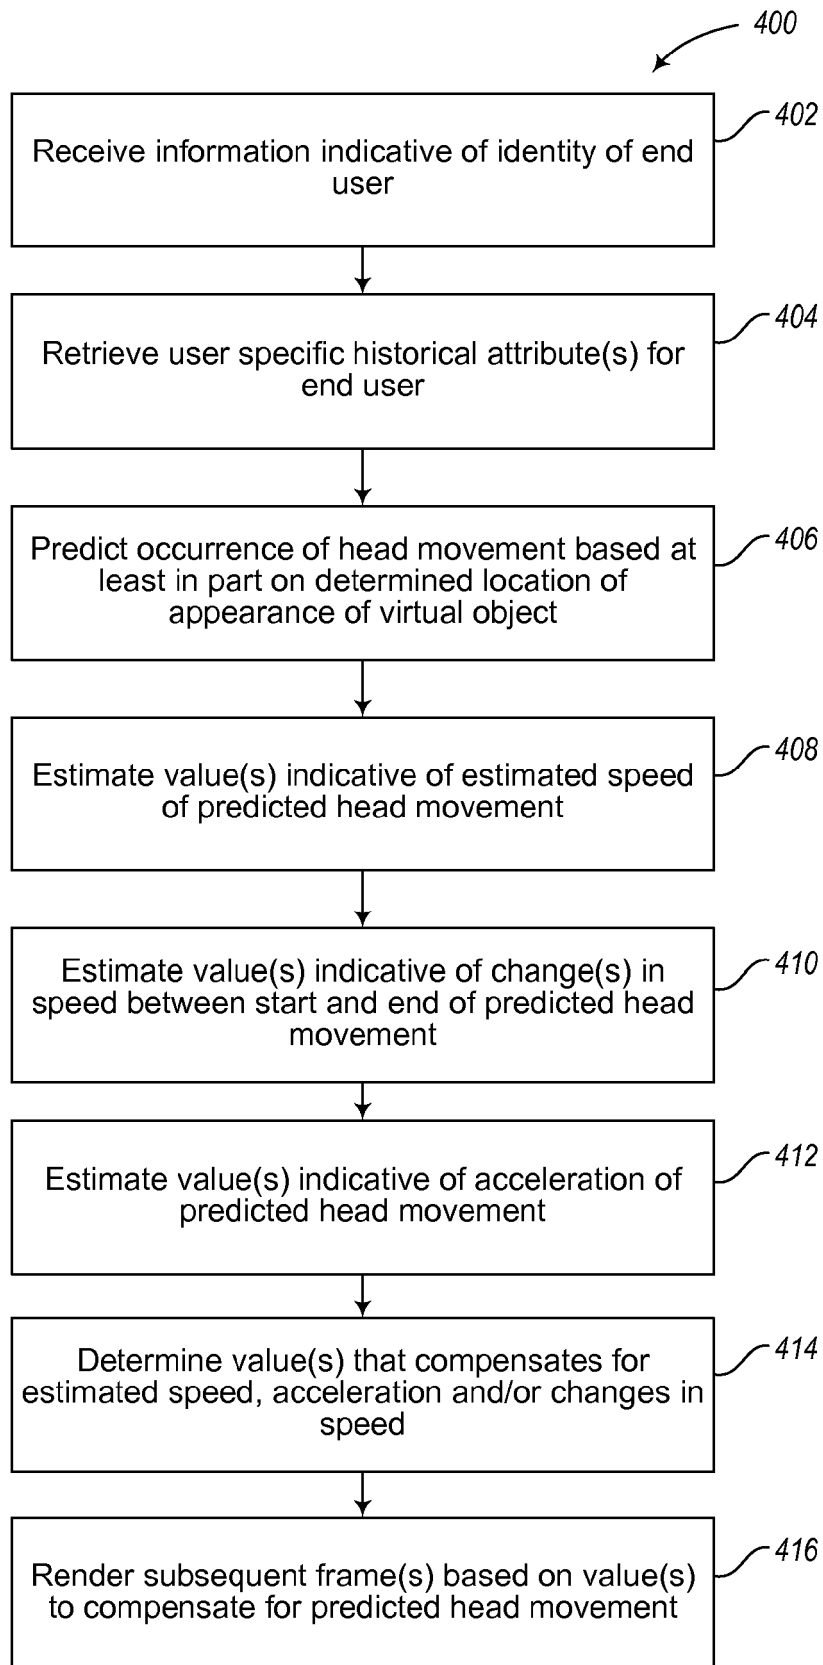 400
402
Receive information indicative of identity of end
user
404
Retrieve user specific historical attribute(s) for
end user
406
Predict occurrence of head movement based at
least in part on determined location of
appearance of virtual object
408
Estimate value(s) indicative of estimated speed
of predicted head movement
410
Estimate value(s) indicative of change(s) in
speed between start and end of predicted head
movement
412
Estimate value(s) indicative of acceleration of
predicted head movement
414
Determine value(s) that compensates for
estimated speed, acceleration and/or changes in
speed
416
Render subsequent frame(s) based on value(s)
to compensate for predicted head movement